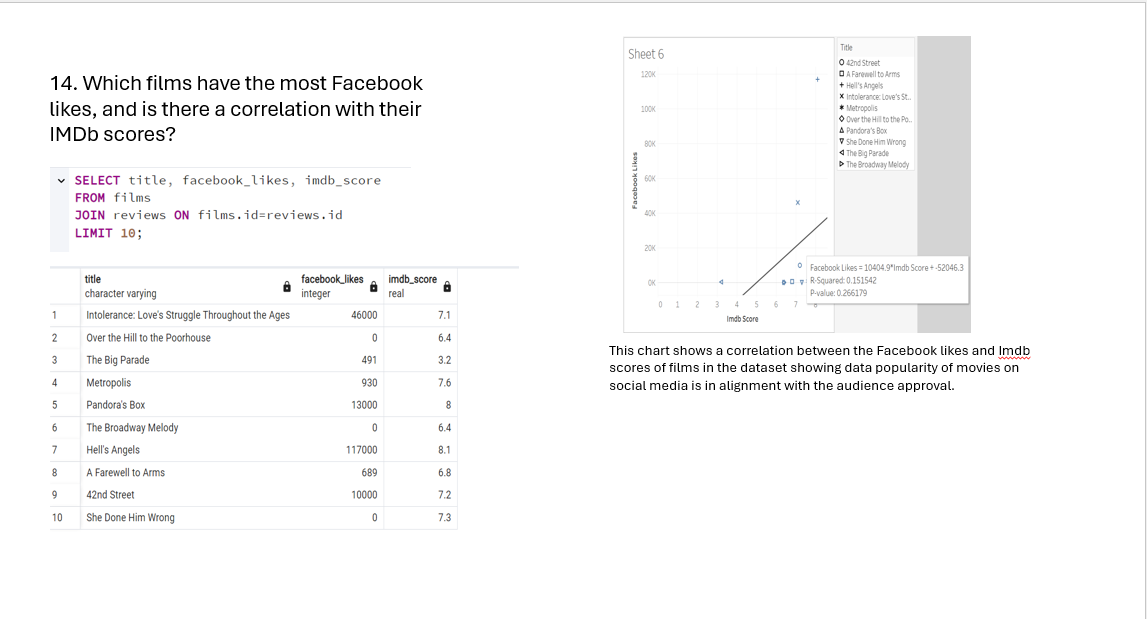 14. Which films have the most Facebook
likes, and is there a correlation with their
IMDb scores?
SELECT title, facebook_likes, imdb_score
FROM films
JOIN reviews ON films.id=reviews.id
LIMIT 10;
title facebook_likes imdb_score
character varying integer real
1 Intolerance: Love's Struggle Throughout the Ages 46000 7.1
2 Over the Hill to the Poorhouse 0 6.4
3 The Big Parade 491 3.2
4 Metropolis 930 7.6
5 Pandora's Box 13000 8
6 The Broadway Melody 0 6.4
7 Hell's Angels 117000 8.1
8 A Farewell to Arms 689 6.8
9 42nd Street 10000 7.2
10 She Done Him Wrong 0 7.3
Sheet 6
120K
100K
80K
60K
40K
20K
0K
Facebook Likes
0 1 2 3 4 5 6 7 8
Imdb Score
Title
42nd Street
A Farewell to Arms
Hell's Angels
Intolerance: Love's St..
Metropolis
Over the Hill to the Po..
Pandora's Box
She Done Him Wrong
The Big Parade
The Broadway Melody
Facebook Likes = 10404.9*Imdb Score + -52046.3
R-Squared: 0.151542
P-value: 0.266179
This chart shows a correlation between the Facebook likes and Imdb
scores of films in the dataset showing data popularity of movies on
social media is in alignment with the audience approval.